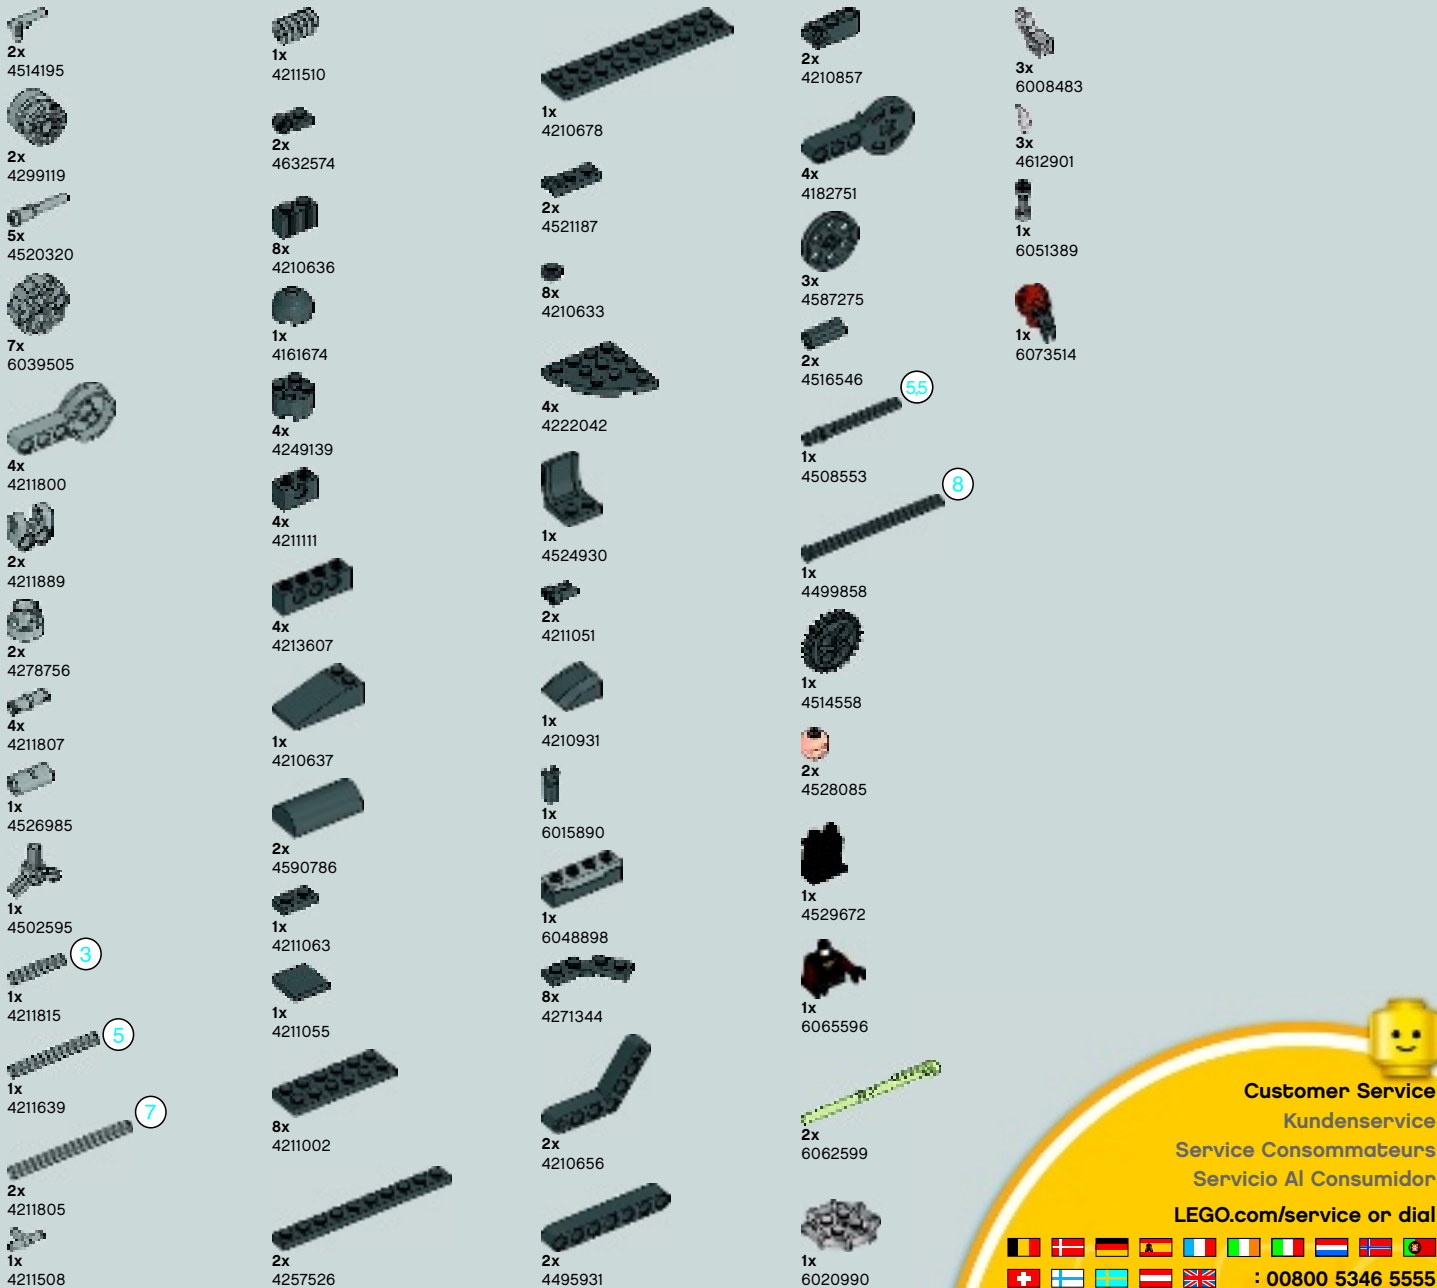 2x
4514195
2x
4299119
5x
4520320
7x
6039505
4x
4211800
2x
4211889
2x
4278756
4x
4211807
1x
4526985
1x
4502595
3
1x
4211815
5
1x
4211639
7
2x
4211805
1x
4211508
1x
4211510
2x
4632574
8x
4210636
1x
4161674
4x
4249139
4x
4211111
4x
4213607
1x
4210637
2x
4590786
1x
4211063
1x
4211055
8x
4211002
2x
4257526
1x
4210678
2x
4521187
8x
4210633
4x
4222042
1x
4524930
2x
4211051
1x
4210931
1x
6015890
1x
6048898
8x
4271344
2x
4210656
2x
4495931
2x
4210857
4x
4182751
3x
4587275
2x
4516546
5,5
1x
4508553
8
1x
4499858
1x
4514558
2x
4528085
1x
4529672
1x
6065596
2x
6062599
1x
6020990
3x
6008483
3x
4612901
1x
6051389
1x
6073514
Customer Service
Kundenservice
Service Consommateurs
Servicio Al Consumidor
LEGO.com/service or dial
: 00800 5346 5555